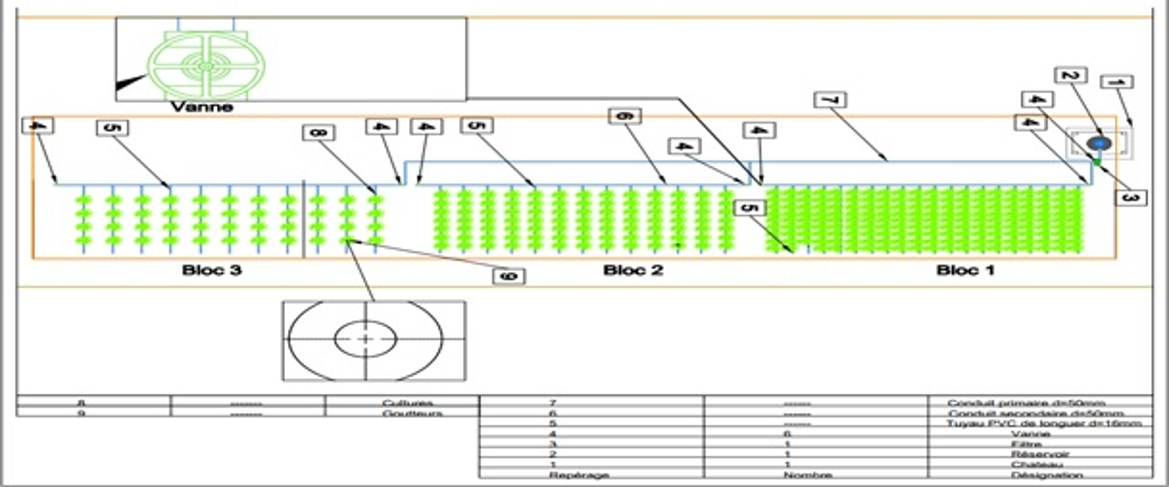 Vanne
1
2
4
4
7
3
4
5
8
4
4
5
6
4
4
5
9
Bloc 3
Bloc 2
Bloc 1
8 ------ Cultures
9 ------ Goutteurs
7 ------ Conduit primaire d=50mm
6 ------ Conduit secondaire d=50mm
5 ------ Tuyau PVC de longuer d=16mm
4 6 Vanne
3 1 Filtre
2 1 Réservoir
1 1 Chateau
Repérage Nombre Désignation